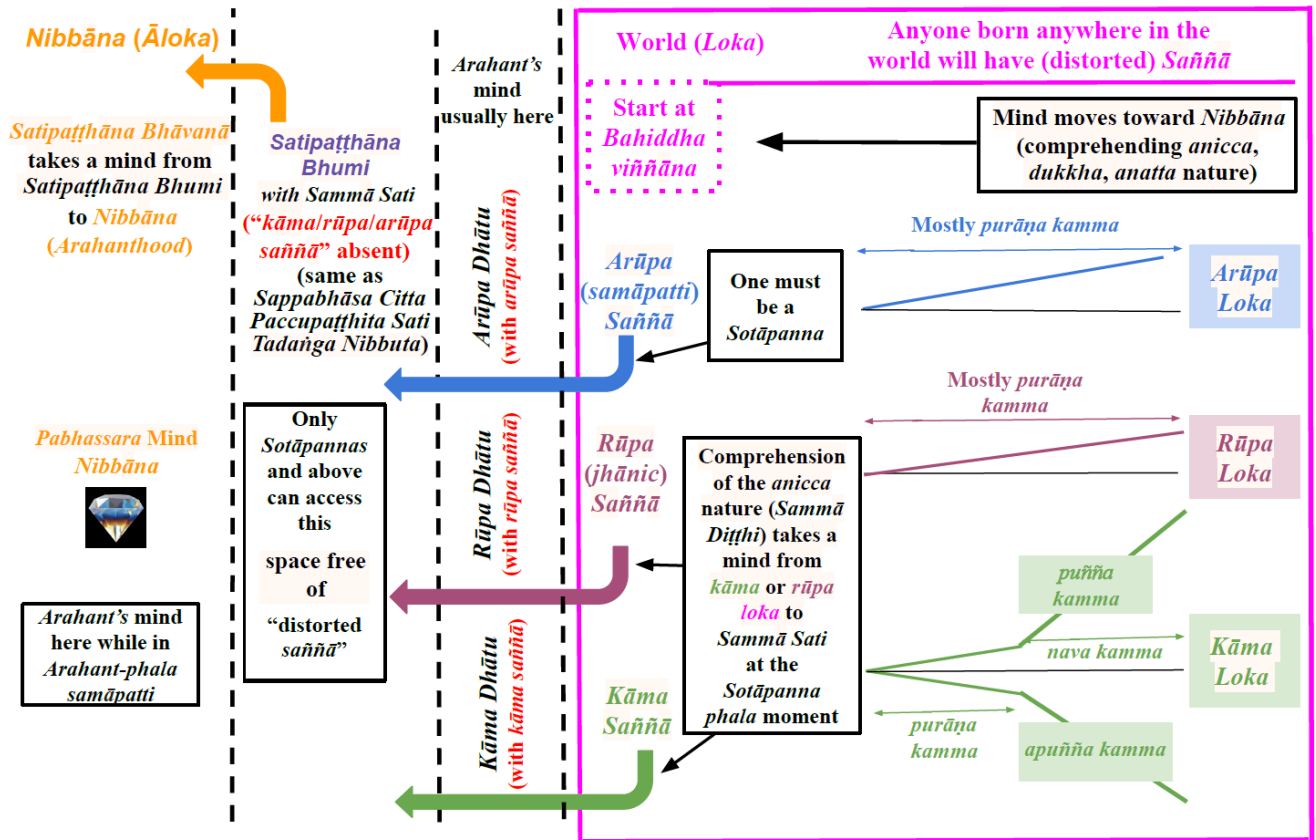 Nibbāna (Āloka)
Satipaṭṭhāna Bhāvanā
takes a mind from
Satipaṭṭhāna Bhumi
to Nibbāna
(Arahanthood)
Pabhassara Mind
Nibbāna
Arahant's mind
here while in
Arahant-phala
samāpatti
Satipaṭṭhāna
Bhumi
with Sammā Sati
(“kāma/rūpa/arūpa
saññā” absent)
(same as
Sappabhāsa Citta
Paccupaṭṭhita Sati
Tadaṅga Nibbuta)
Only
Sotāpannas
and above
can access
this
space free
of
“distorted
saññā”
Arahant's
mind
usually here
Arūpa Dhātu
(with arūpa saññā)
Rūpa Dhātu
(with rūpa saññā)
Kāma Dhātu
(with kāma saññā)
World (Loka)
Anyone born anywhere in the
world will have (distorted) Saññā
Start at
Bahiddha
viññāna
Mind moves toward Nibbāna
(comprehending anicca,
dukkha, anatta nature)
Arūpa
(samāpatti)
Saññā
One must
be a
Sotāpanna
Mostly purāṇa kamma
Arūpa
Loka
Rūpa
(jhānic)
Saññā
Comprehension
of the anicca
nature (Sammā
Diṭṭhi) takes a
mind from
kāma or rūpa
loka to
Sammā Sati
at the
Sotāpanna
phala moment
Mostly purāṇa
kamma
Rūpa
Loka
Kāma
Saññā
puñña
kamma
nava kamma
Kāma
Loka
purāṇa
kamma
apuñña kamma